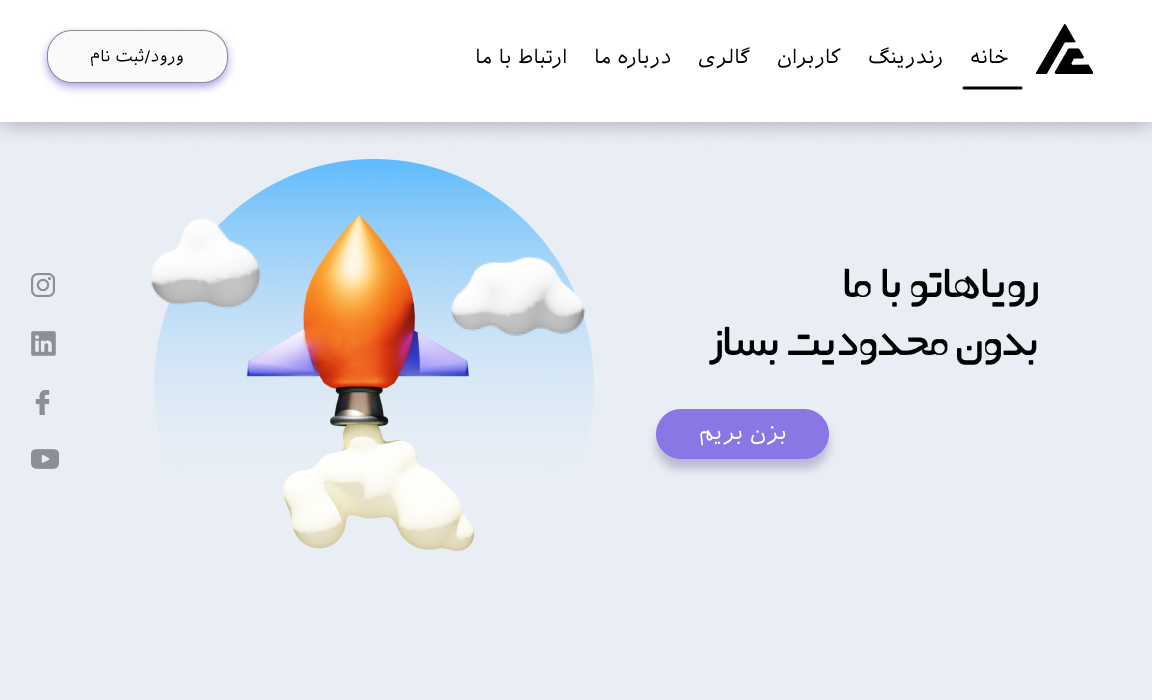 خانه رندرینگ کاربران گالری درباره ما ارتباط با ما ورود/ثبت نام
رویاهاتو با ما
بدون محدودیت بساز
بزن بریم